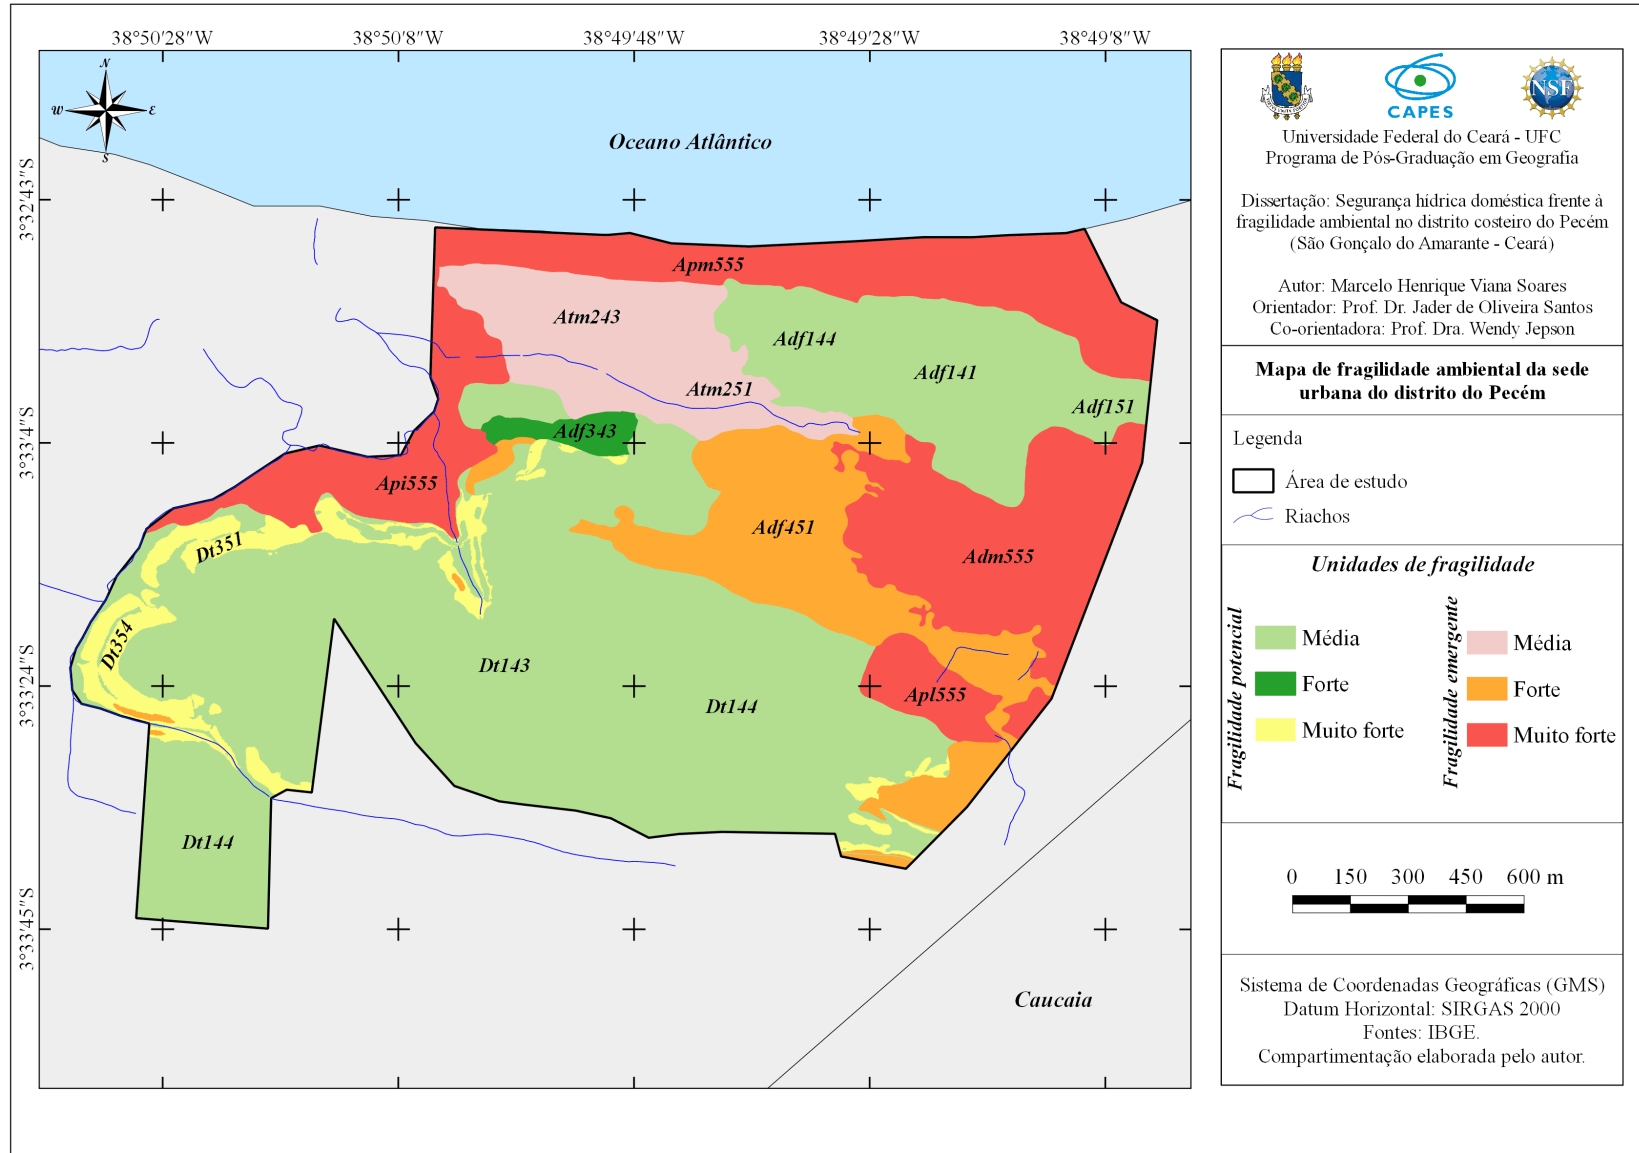 38°50'28"W
38°50'8"W
38°49'48"W
38°49'28"W
38°49'8"W
3°32'43"S
3°33'4"S
3°33'24"S
3°33'45"S
N
W
E
S
Oceano Atlântico
Apm555
Atm243
Adf144
Adf141
Atm251
Adf151
Adf343
Api555
Adf451
Dt351
Adm555
Dt354
Dt143
Apl555
Dt144
Dt144
Caucaia
CAPES
NSF
Universidade Federal do Ceará - UFC
Programa de Pós-Graduação em Geografia
Dissertação: Segurança hídrica doméstica frente à
fragilidade ambiental no distrito costeiro do Pecém
(São Gonçalo do Amarante - Ceará)
Autor: Marcelo Henrique Viana Soares
Orientador: Prof. Dr. Jader de Oliveira Santos
Co-orientadora: Prof. Dra. Wendy Jepson
Mapa de fragilidade ambiental da sede
urbana do distrito do Pecém
Legenda
Área de estudo
Riachos
Unidades de fragilidade
Fragilidade potencial
Média
Forte
Muito forte
Fragilidade emergente
Média
Forte
Muito forte
0 150 300 450 600 m
Sistema de Coordenadas Geográficas (GMS)
Datum Horizontal: SIRGAS 2000
Fontes: IBGE.
Compartimentação elaborada pelo autor.